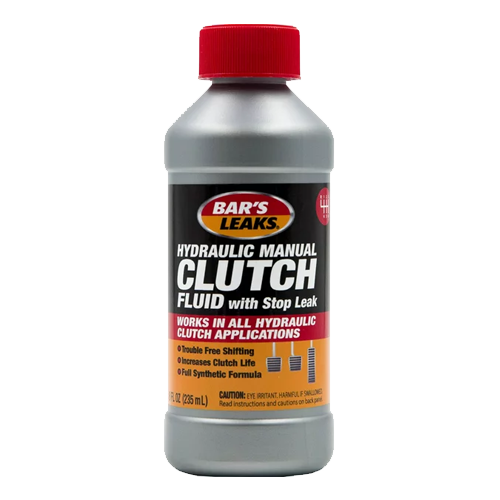 BAR'S
LEAKS®
HYDRAULIC MANUAL
CLUTCH
FLUID with Stop Leak
WORKS IN ALL HYDRAULIC
CLUTCH APPLICATIONS
• Trouble Free Shifting
• Increases Clutch Life
• Full Synthetic Formula
FL OZ (235 mL)
CAUTION: EYE IRRITANT. HARMFUL IF SWALLOWED.
Read instructions and cautions on back